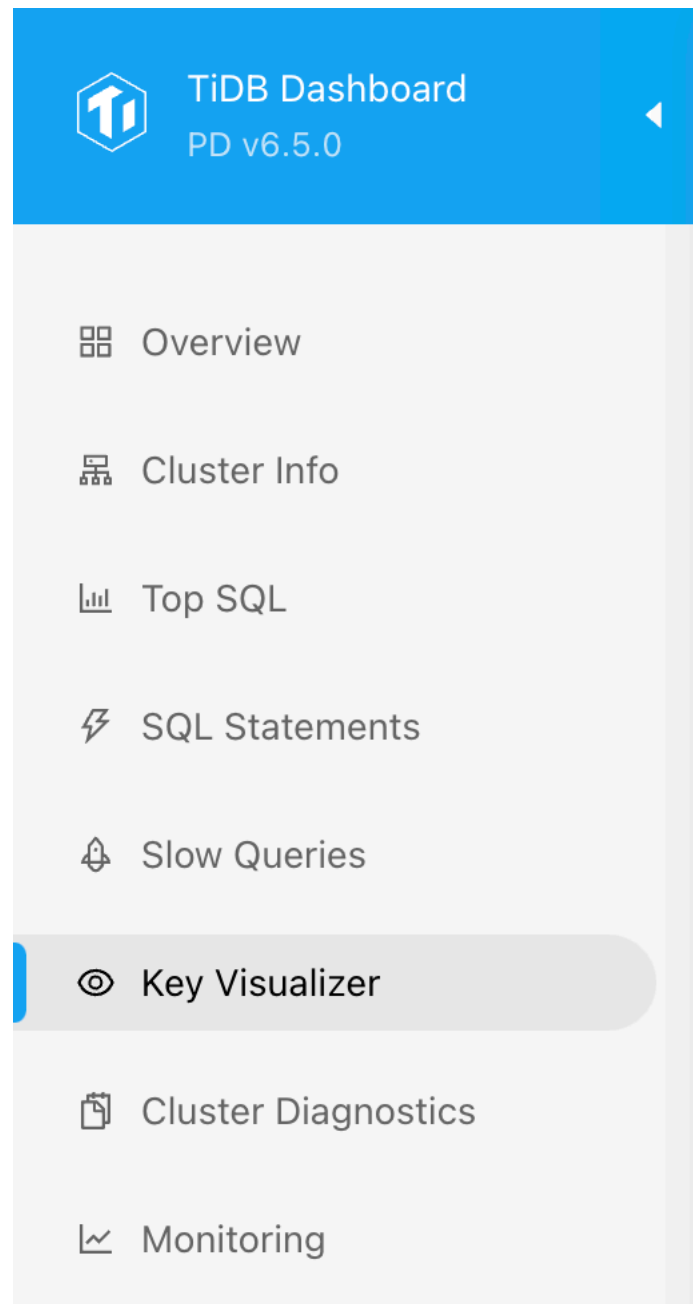 TiDB Dashboard
PD v6.5.0
Overview
Cluster Info
Top SQL
SQL Statements
Slow Queries
Key Visualizer
Cluster Diagnostics
Monitoring